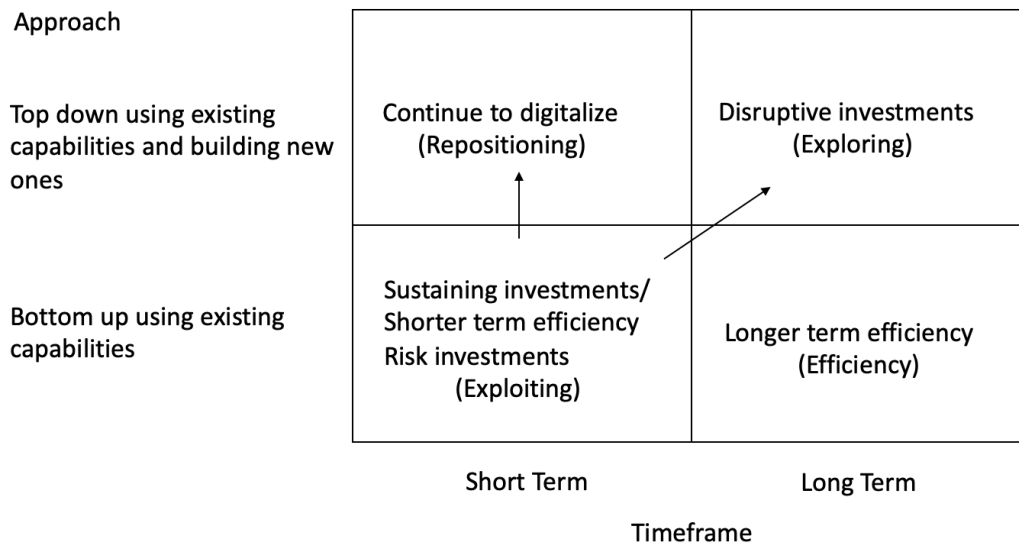 Approach
Top down using existing
capabilities and building new
ones
Continue to digitalize
(Repositioning)
Disruptive investments
(Exploring)
Bottom up using existing
capabilities
Sustaining investments/
Shorter term efficiency
Risk investments
(Exploiting)
Longer term efficiency
(Efficiency)
Short Term
Long Term
Timeframe